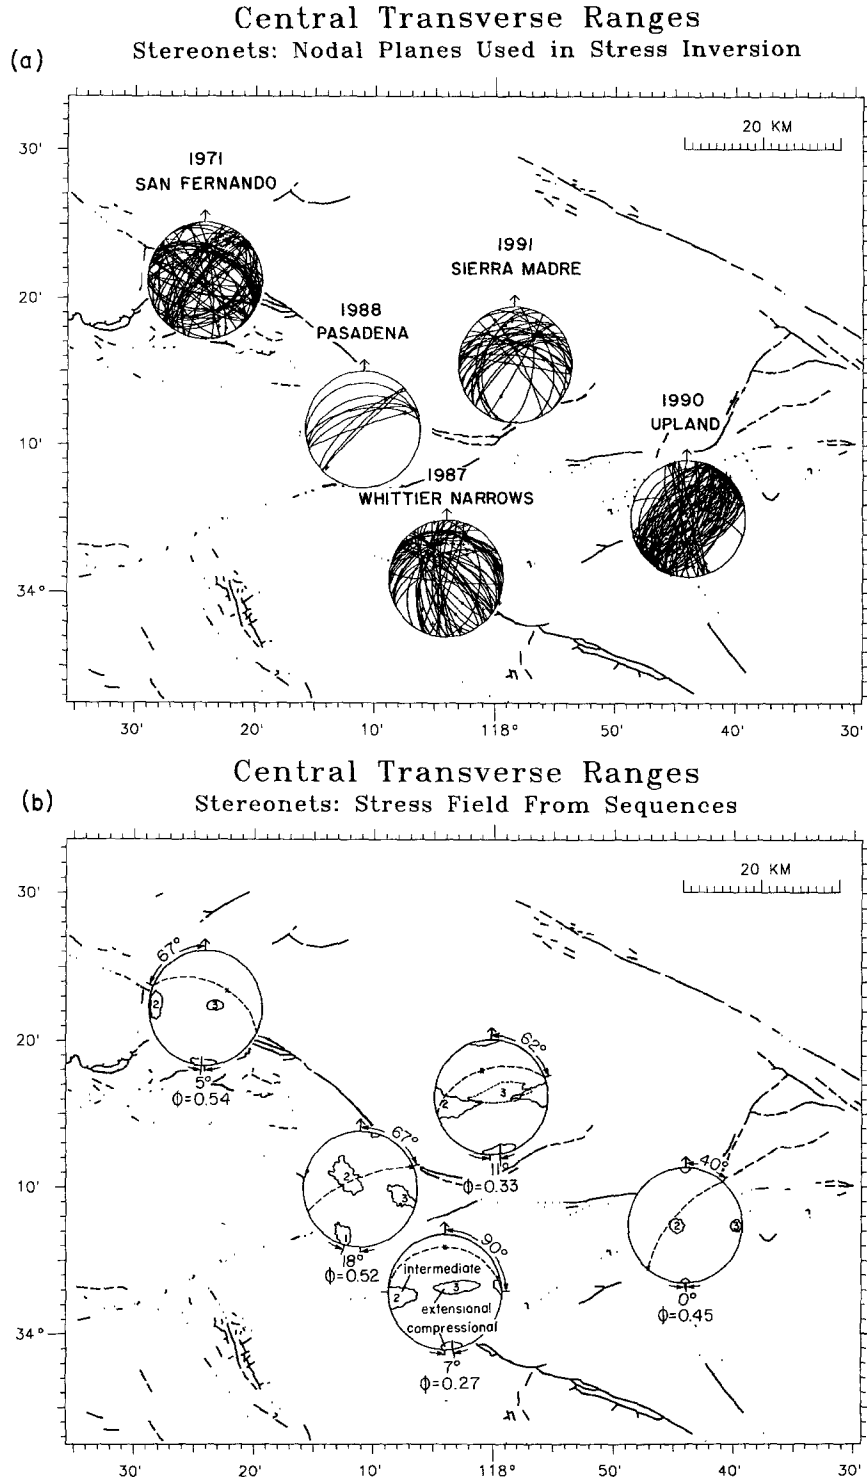 Central Transverse Ranges
Stereonets: Nodal Planes Used in Stress Inversion
(a)
20 KM
30'
1971
SAN FERNANDO
1991
SIERRA MADRE
20'
1988
PASADENA
1990
UPLAND
10'
1987
WHITTIER NARROWS
34°
30'
20'
10'
118°
50'
40'
30'
Central Transverse Ranges
Stereonets: Stress Field From Sequences
(b)
20 KM
30'
67°
2
3
20'
5°
Φ=0.54
62°
2
3
11°
Φ=0.33
67°
2
3
1
18°
Φ=0.52
10'
40°
2
3
0°
Φ=0.45
90°
intermediate
2
3
extensional
compressional
7°
Φ=0.27
34°
30'
20'
10'
118°
50'
40'
30'